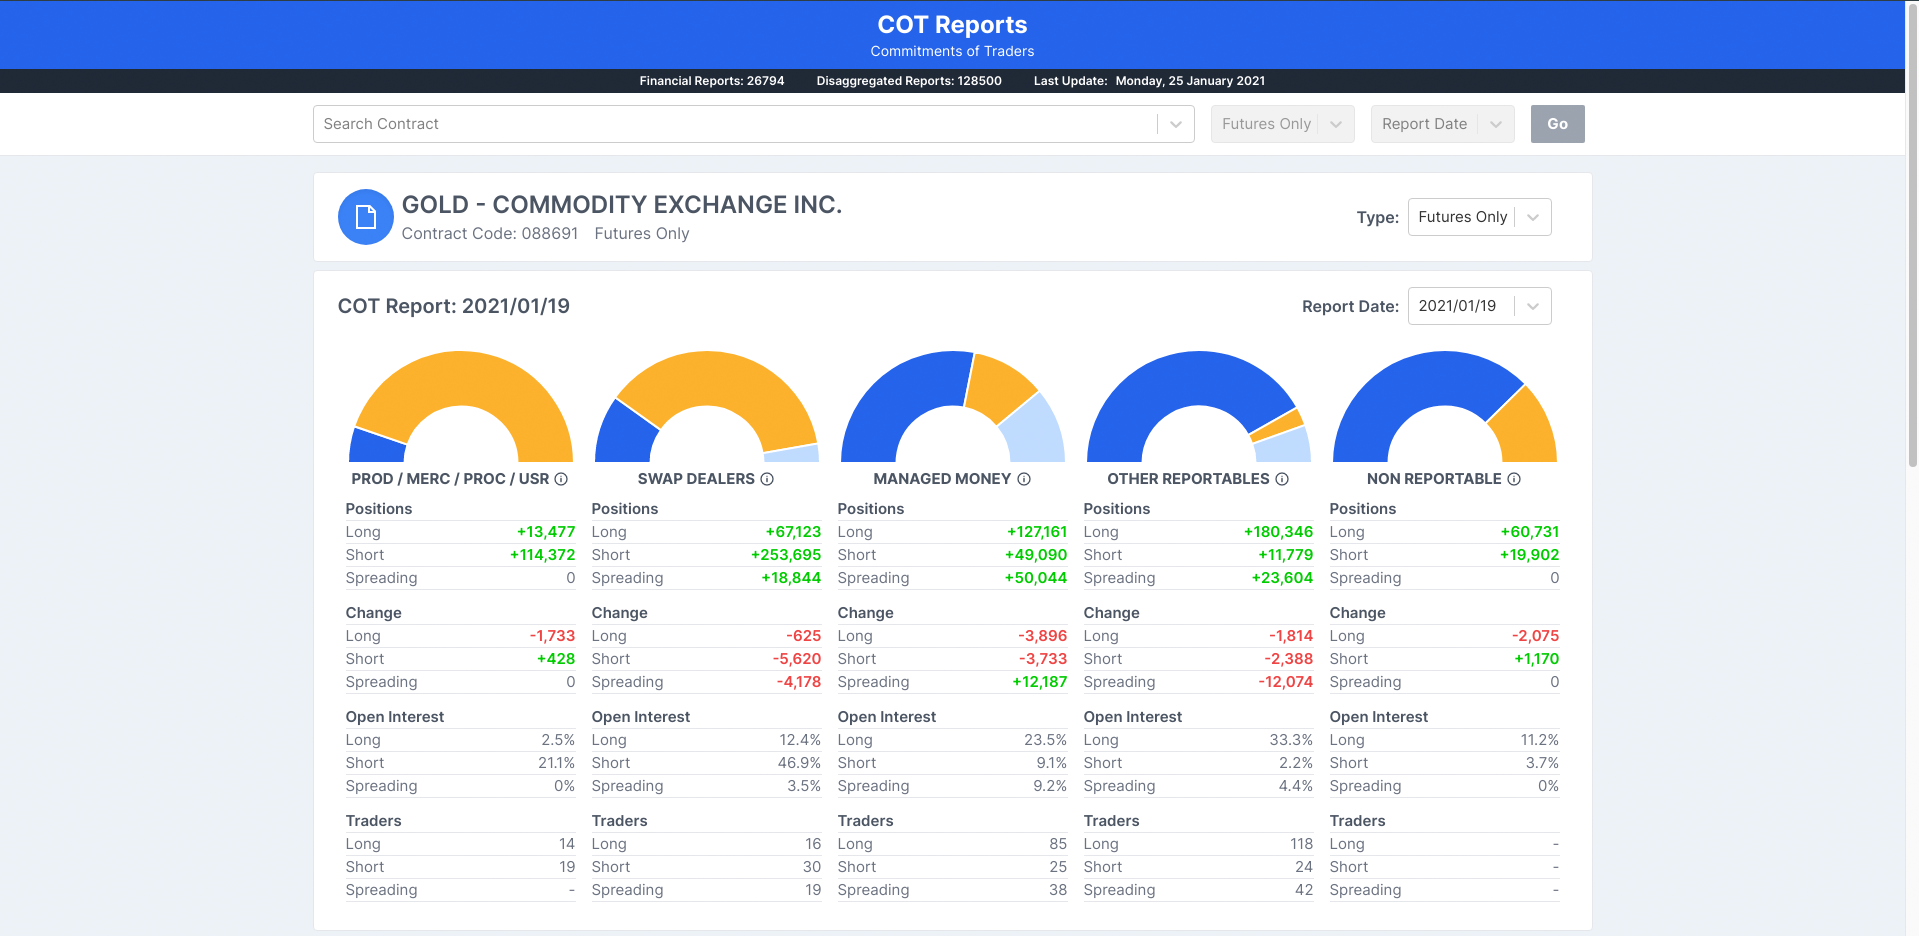 COT Reports
Commitments of Traders
Financial Reports: 26794 Disaggregated Reports: 128500 Last Update: Monday, 25 January 2021
Search Contract Futures Only Report Date Go
GOLD - COMMODITY EXCHANGE INC.
Contract Code: 088691 Futures Only
Type: Futures Only
COT Report: 2021/01/19
Report Date: 2021/01/19
PROD / MERC / PROC / USR
Positions
Long +13,477
Short +114,372
Spreading 0
Change
Long -1,733
Short +428
Spreading 0
Open Interest
Long 2.5%
Short 21.1%
Spreading 0%
Traders
Long 14
Short 19
Spreading -
SWAP DEALERS
Positions
Long +67,123
Short +253,695
Spreading +18,844
Change
Long -625
Short -5,620
Spreading -4,178
Open Interest
Long 12.4%
Short 46.9%
Spreading 3.5%
Traders
Long 16
Short 30
Spreading 19
MANAGED MONEY
Positions
Long +127,161
Short +49,090
Spreading +50,044
Change
Long -3,896
Short -3,733
Spreading +12,187
Open Interest
Long 23.5%
Short 9.1%
Spreading 9.2%
Traders
Long 85
Short 25
Spreading 38
OTHER REPORTABLES
Positions
Long +180,346
Short +11,779
Spreading +23,604
Change
Long -1,814
Short -2,388
Spreading -12,074
Open Interest
Long 33.3%
Short 2.2%
Spreading 4.4%
Traders
Long 118
Short 24
Spreading 42
NON REPORTABLE
Positions
Long +60,731
Short +19,902
Spreading 0
Change
Long -2,075
Short +1,170
Spreading 0
Open Interest
Long 11.2%
Short 3.7%
Spreading 0%
Traders
Long -
Short -
Spreading -